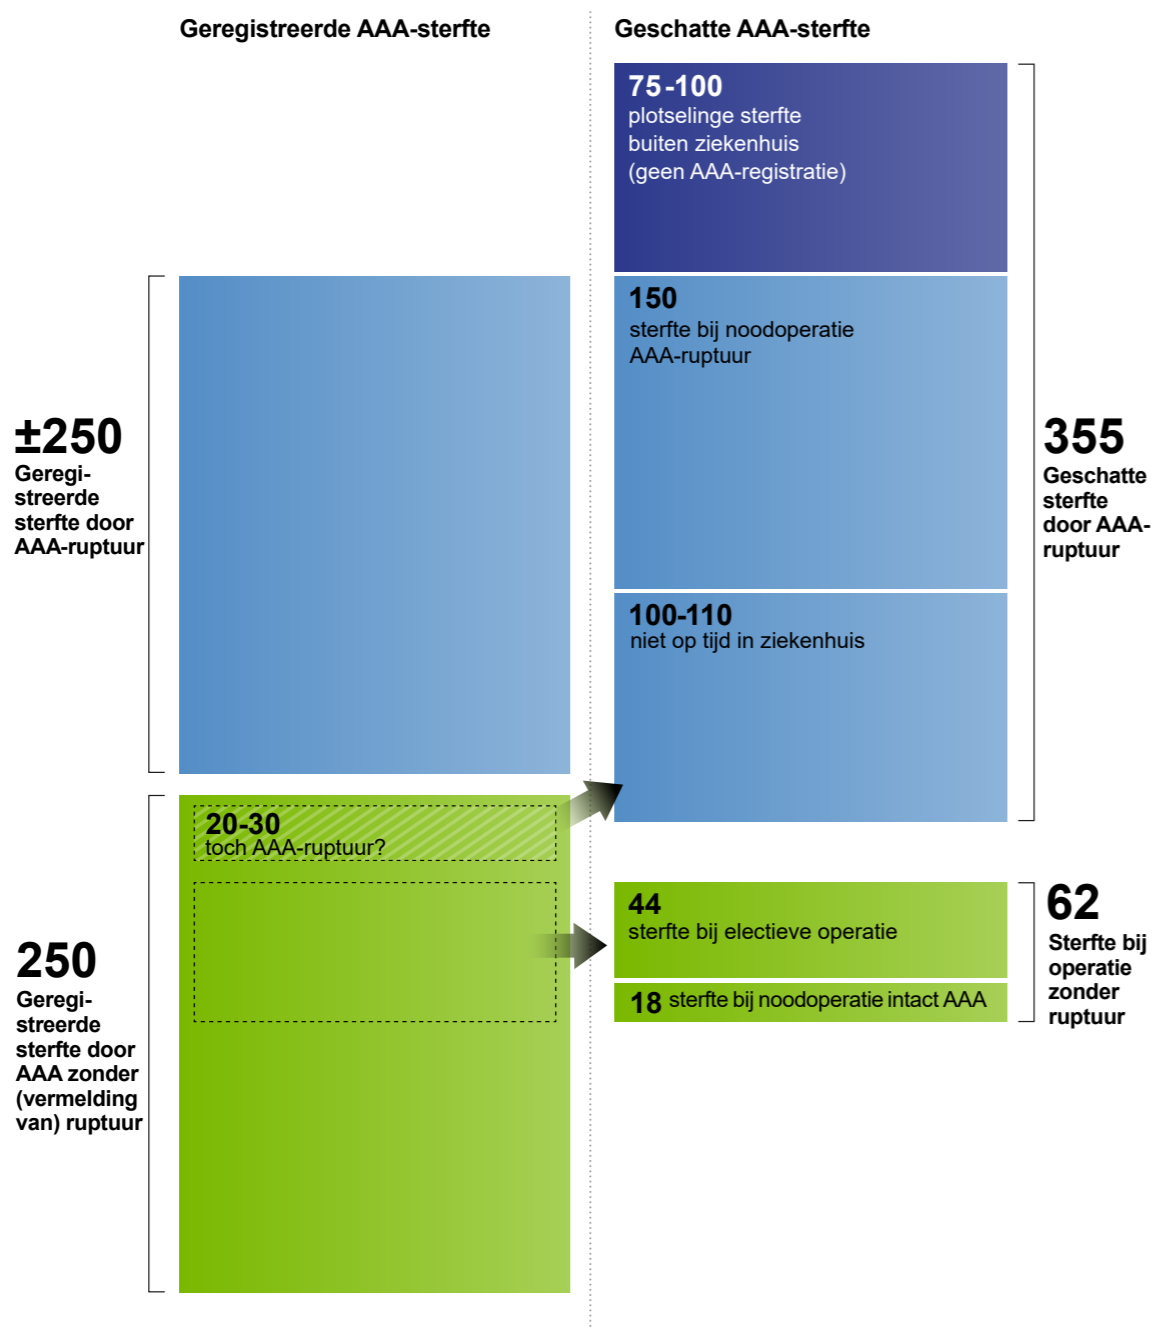 Geregistreerde AAA-sterfte
Geschatte AAA-sterfte
±250
Geregi-
streerde
sterfte door
AAA-ruptuur
250
Geregi-
streerde
sterfte door
AAA zonder
(vermelding
van) ruptuur
20-30
toch AAA-ruptuur?
75-100
plotselinge sterfte
buiten ziekenhuis
(geen AAA-registratie)
150
sterfte bij noodoperatie
AAA-ruptuur
100-110
niet op tijd in ziekenhuis
44
sterfte bij electieve operatie
18 sterfte bij noodoperatie intact AAA
355
Geschatte
sterfte
door AAA-
ruptuur
62
Sterfte bij
operatie
zonder
ruptuur